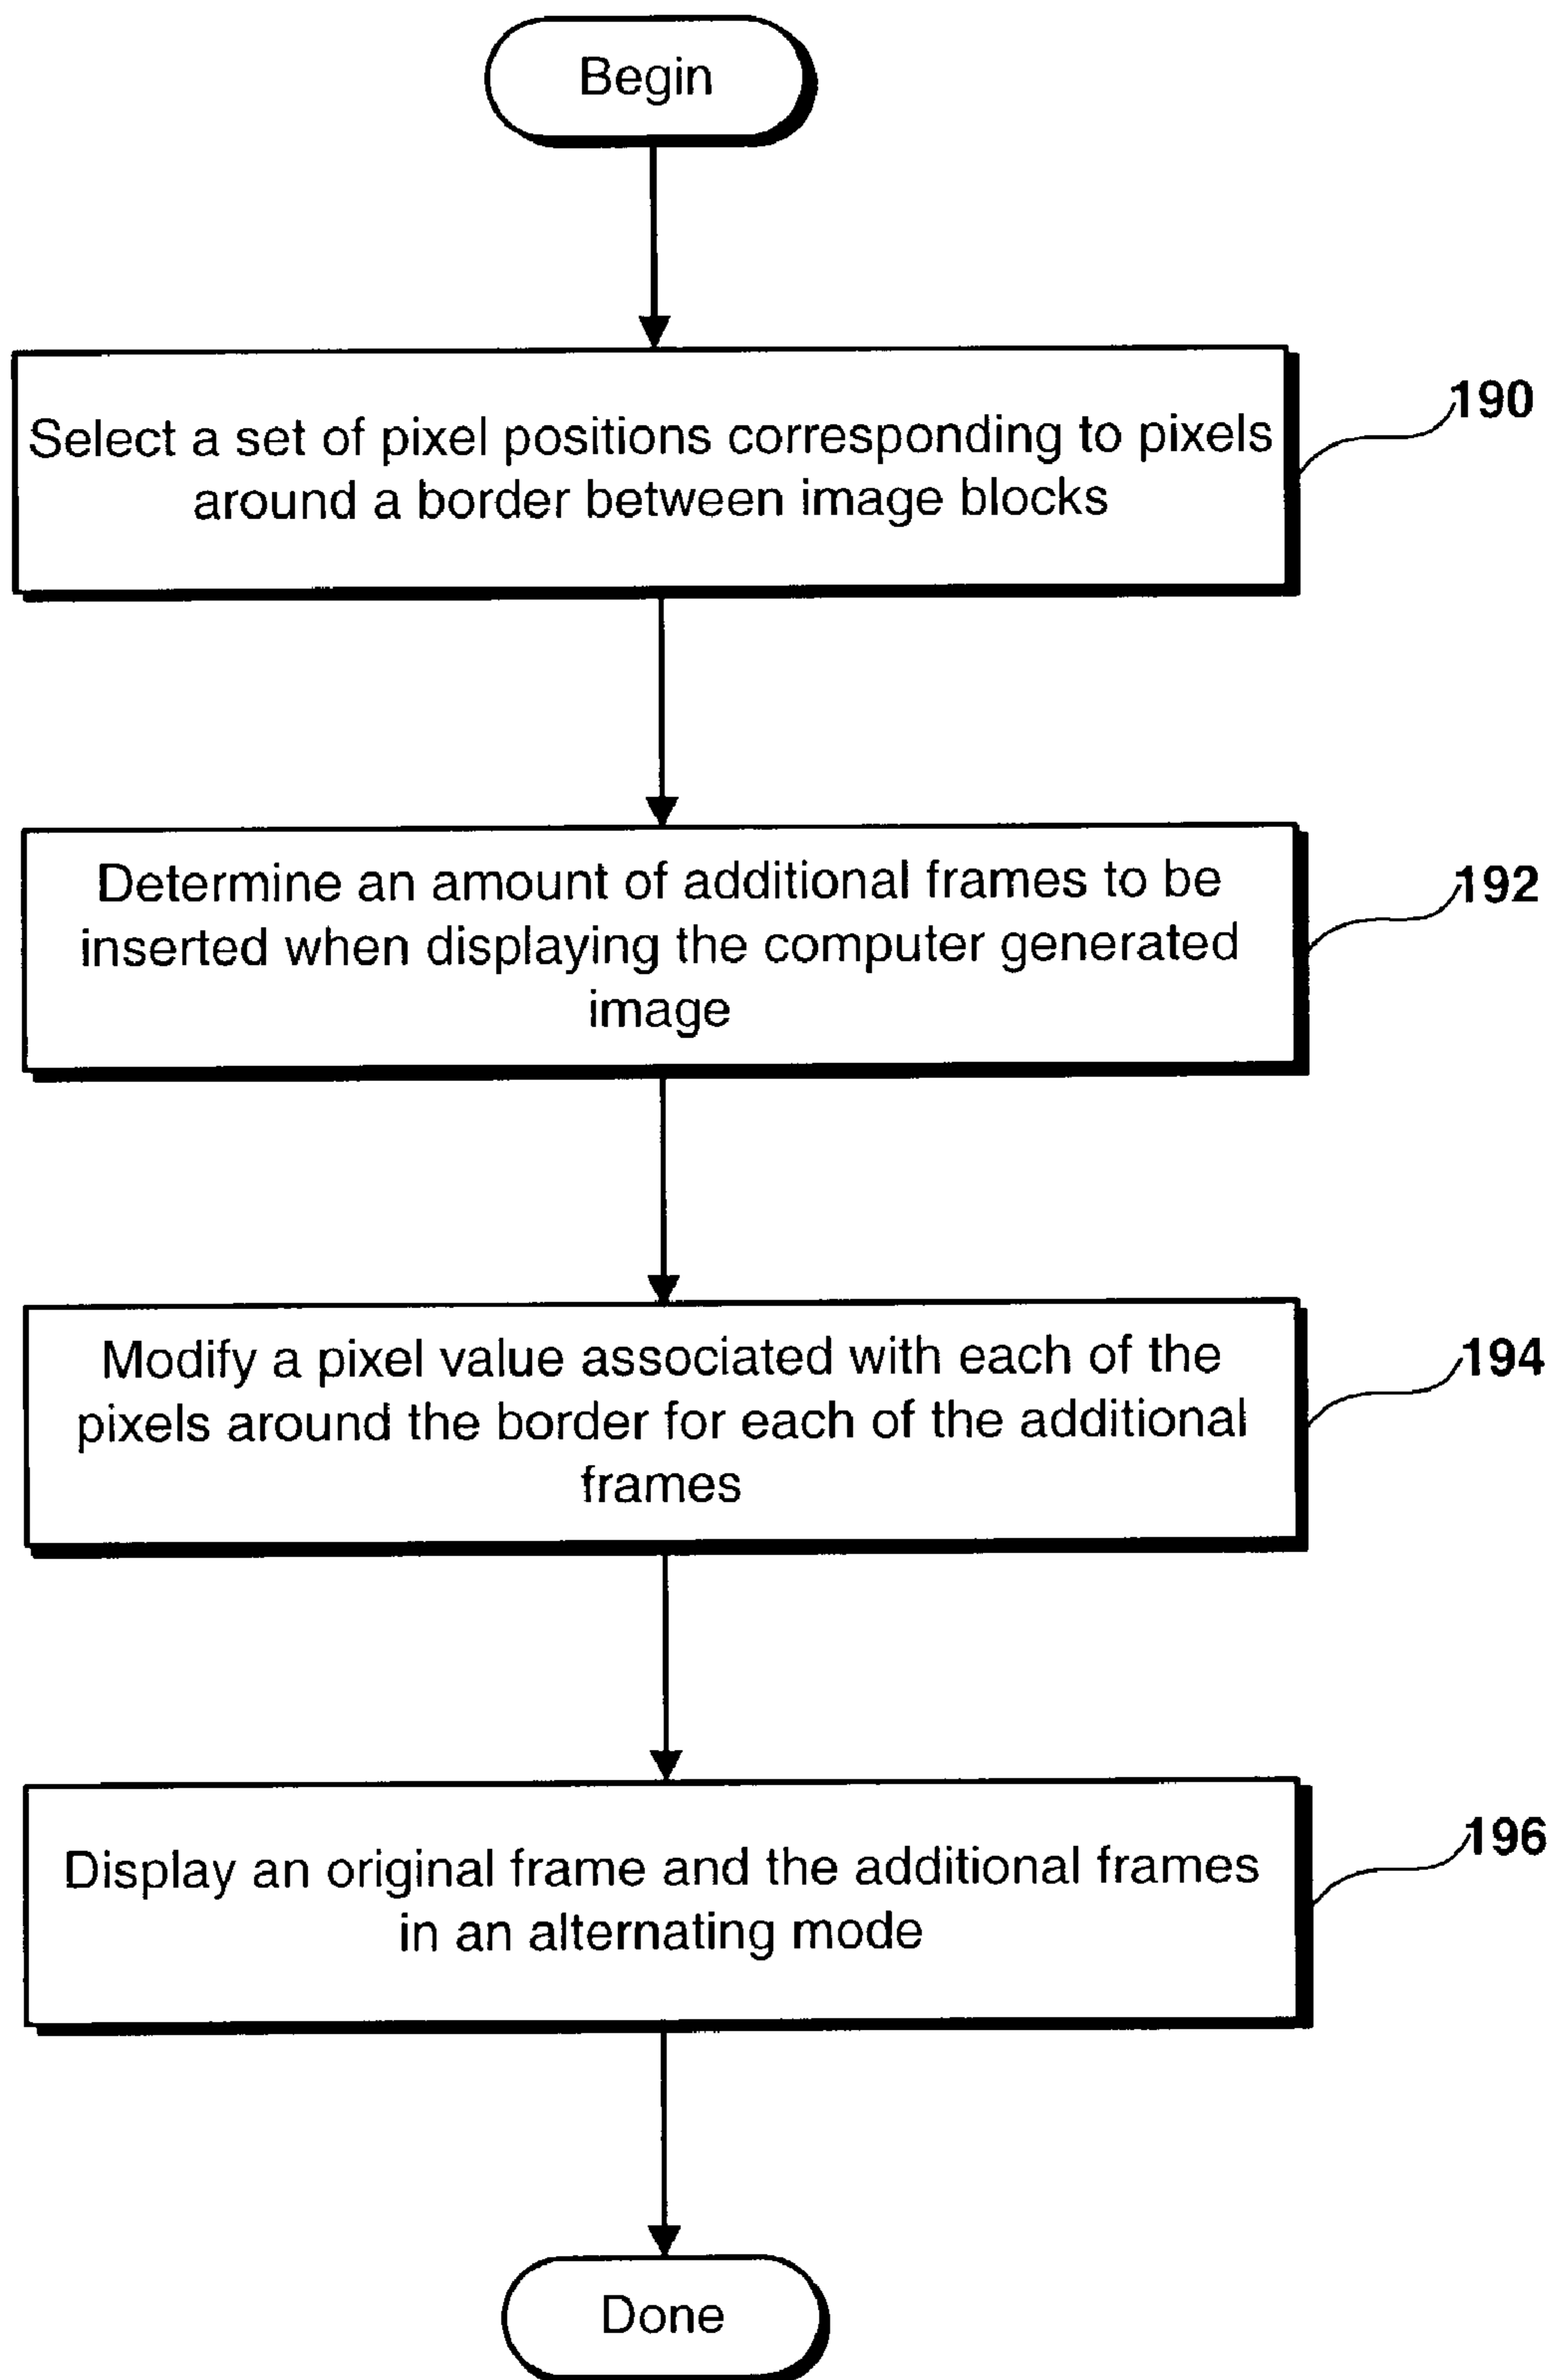 Begin
Select a set of pixel positions corresponding to pixels
around a border between image blocks
190
Determine an amount of additional frames to be
inserted when displaying the computer generated
image
192
Modify a pixel value associated with each of the
pixels around the border for each of the additional
frames
194
Display an original frame and the additional frames
in an alternating mode
196
Done